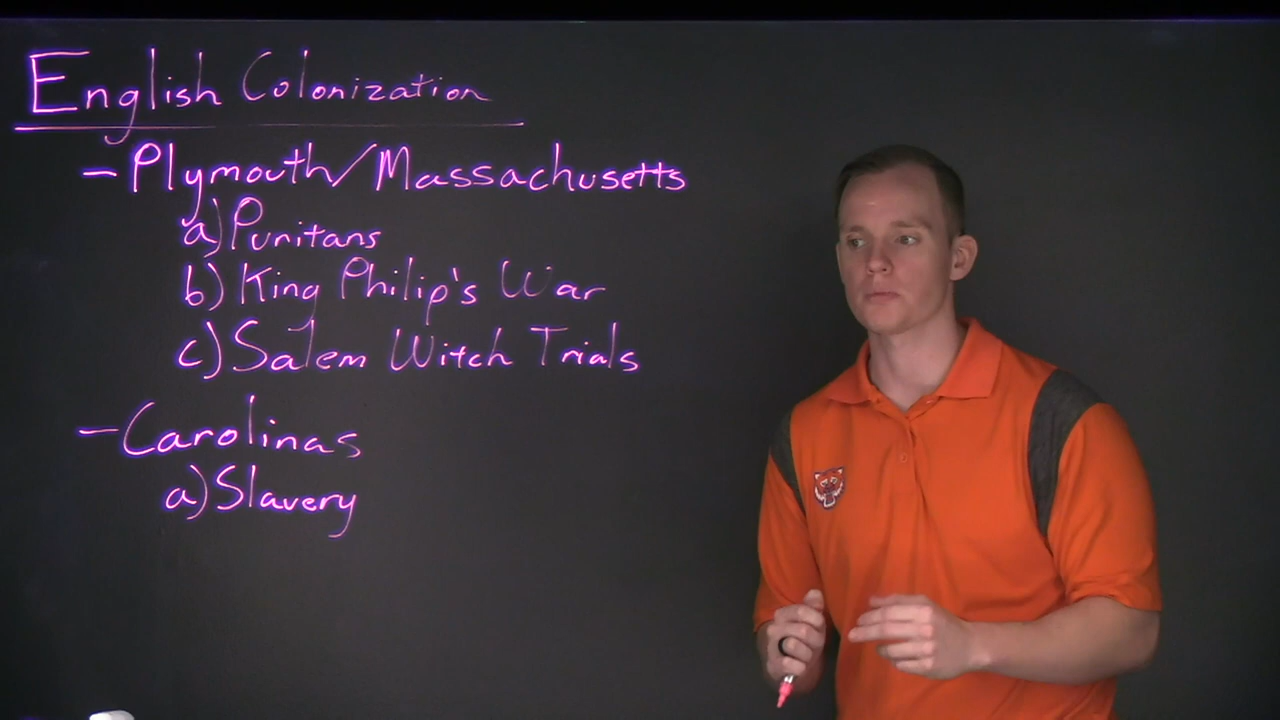 English Colonization
- Plymouth/Massachusetts
a) Puritans
b) King Philip's War
c) Salem Witch Trials
- Carolinas
a) Slavery